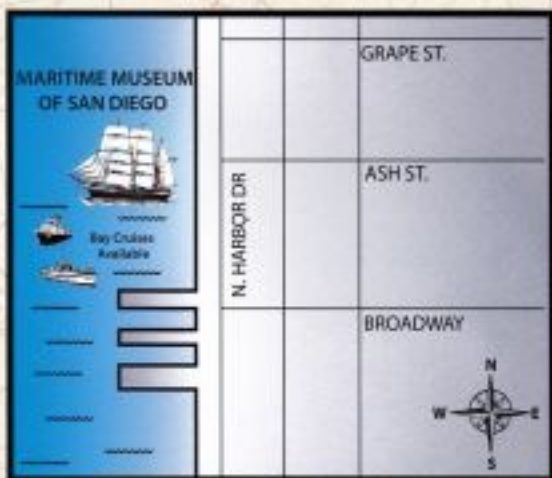 MARITIME MUSEUM
OF SAN DIEGO
Bay Cruises
Available
GRAPE ST.
ASH ST.
N. HARBOR DR
BROADWAY
N
W E
S